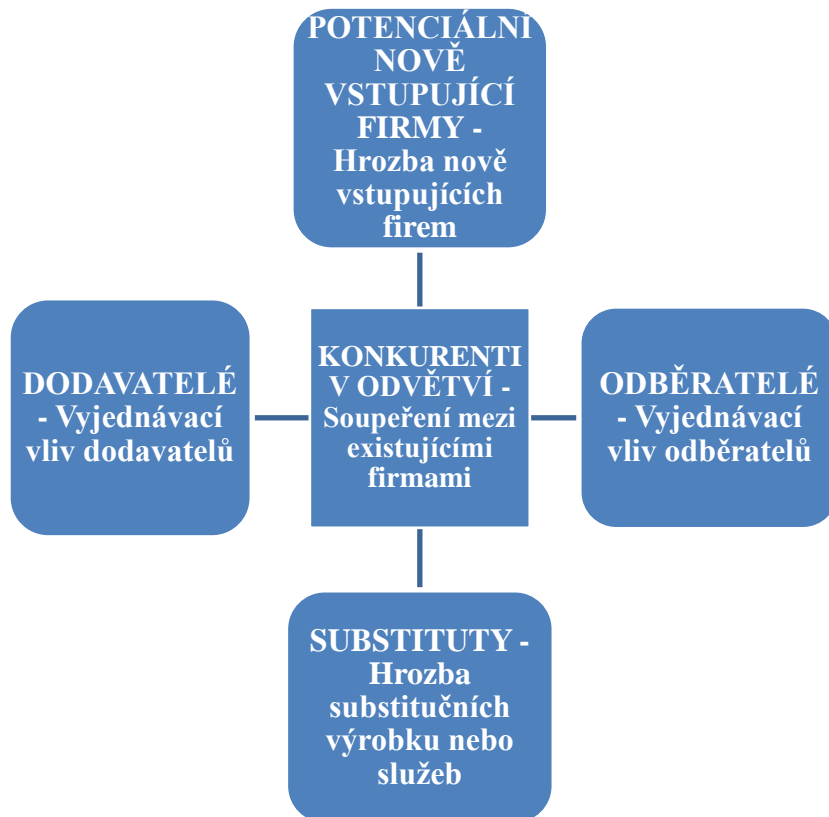 POTENCIÁLNÍ
NOVĚ
VSTUPUJÍCÍ
FIRMY -
Hrozba nově
vstupujících
firem
DODAVATELÉ
- Vyjednávací
vliv dodavatelů
KONKURENTI
V ODVĚTVÍ -
Soupeření mezi
existujícími
firmami
ODBĚRATELÉ
- Vyjednávací
vliv odběratelů
SUBSTITUTY -
Hrozba
substitučních
výrobku nebo
služeb